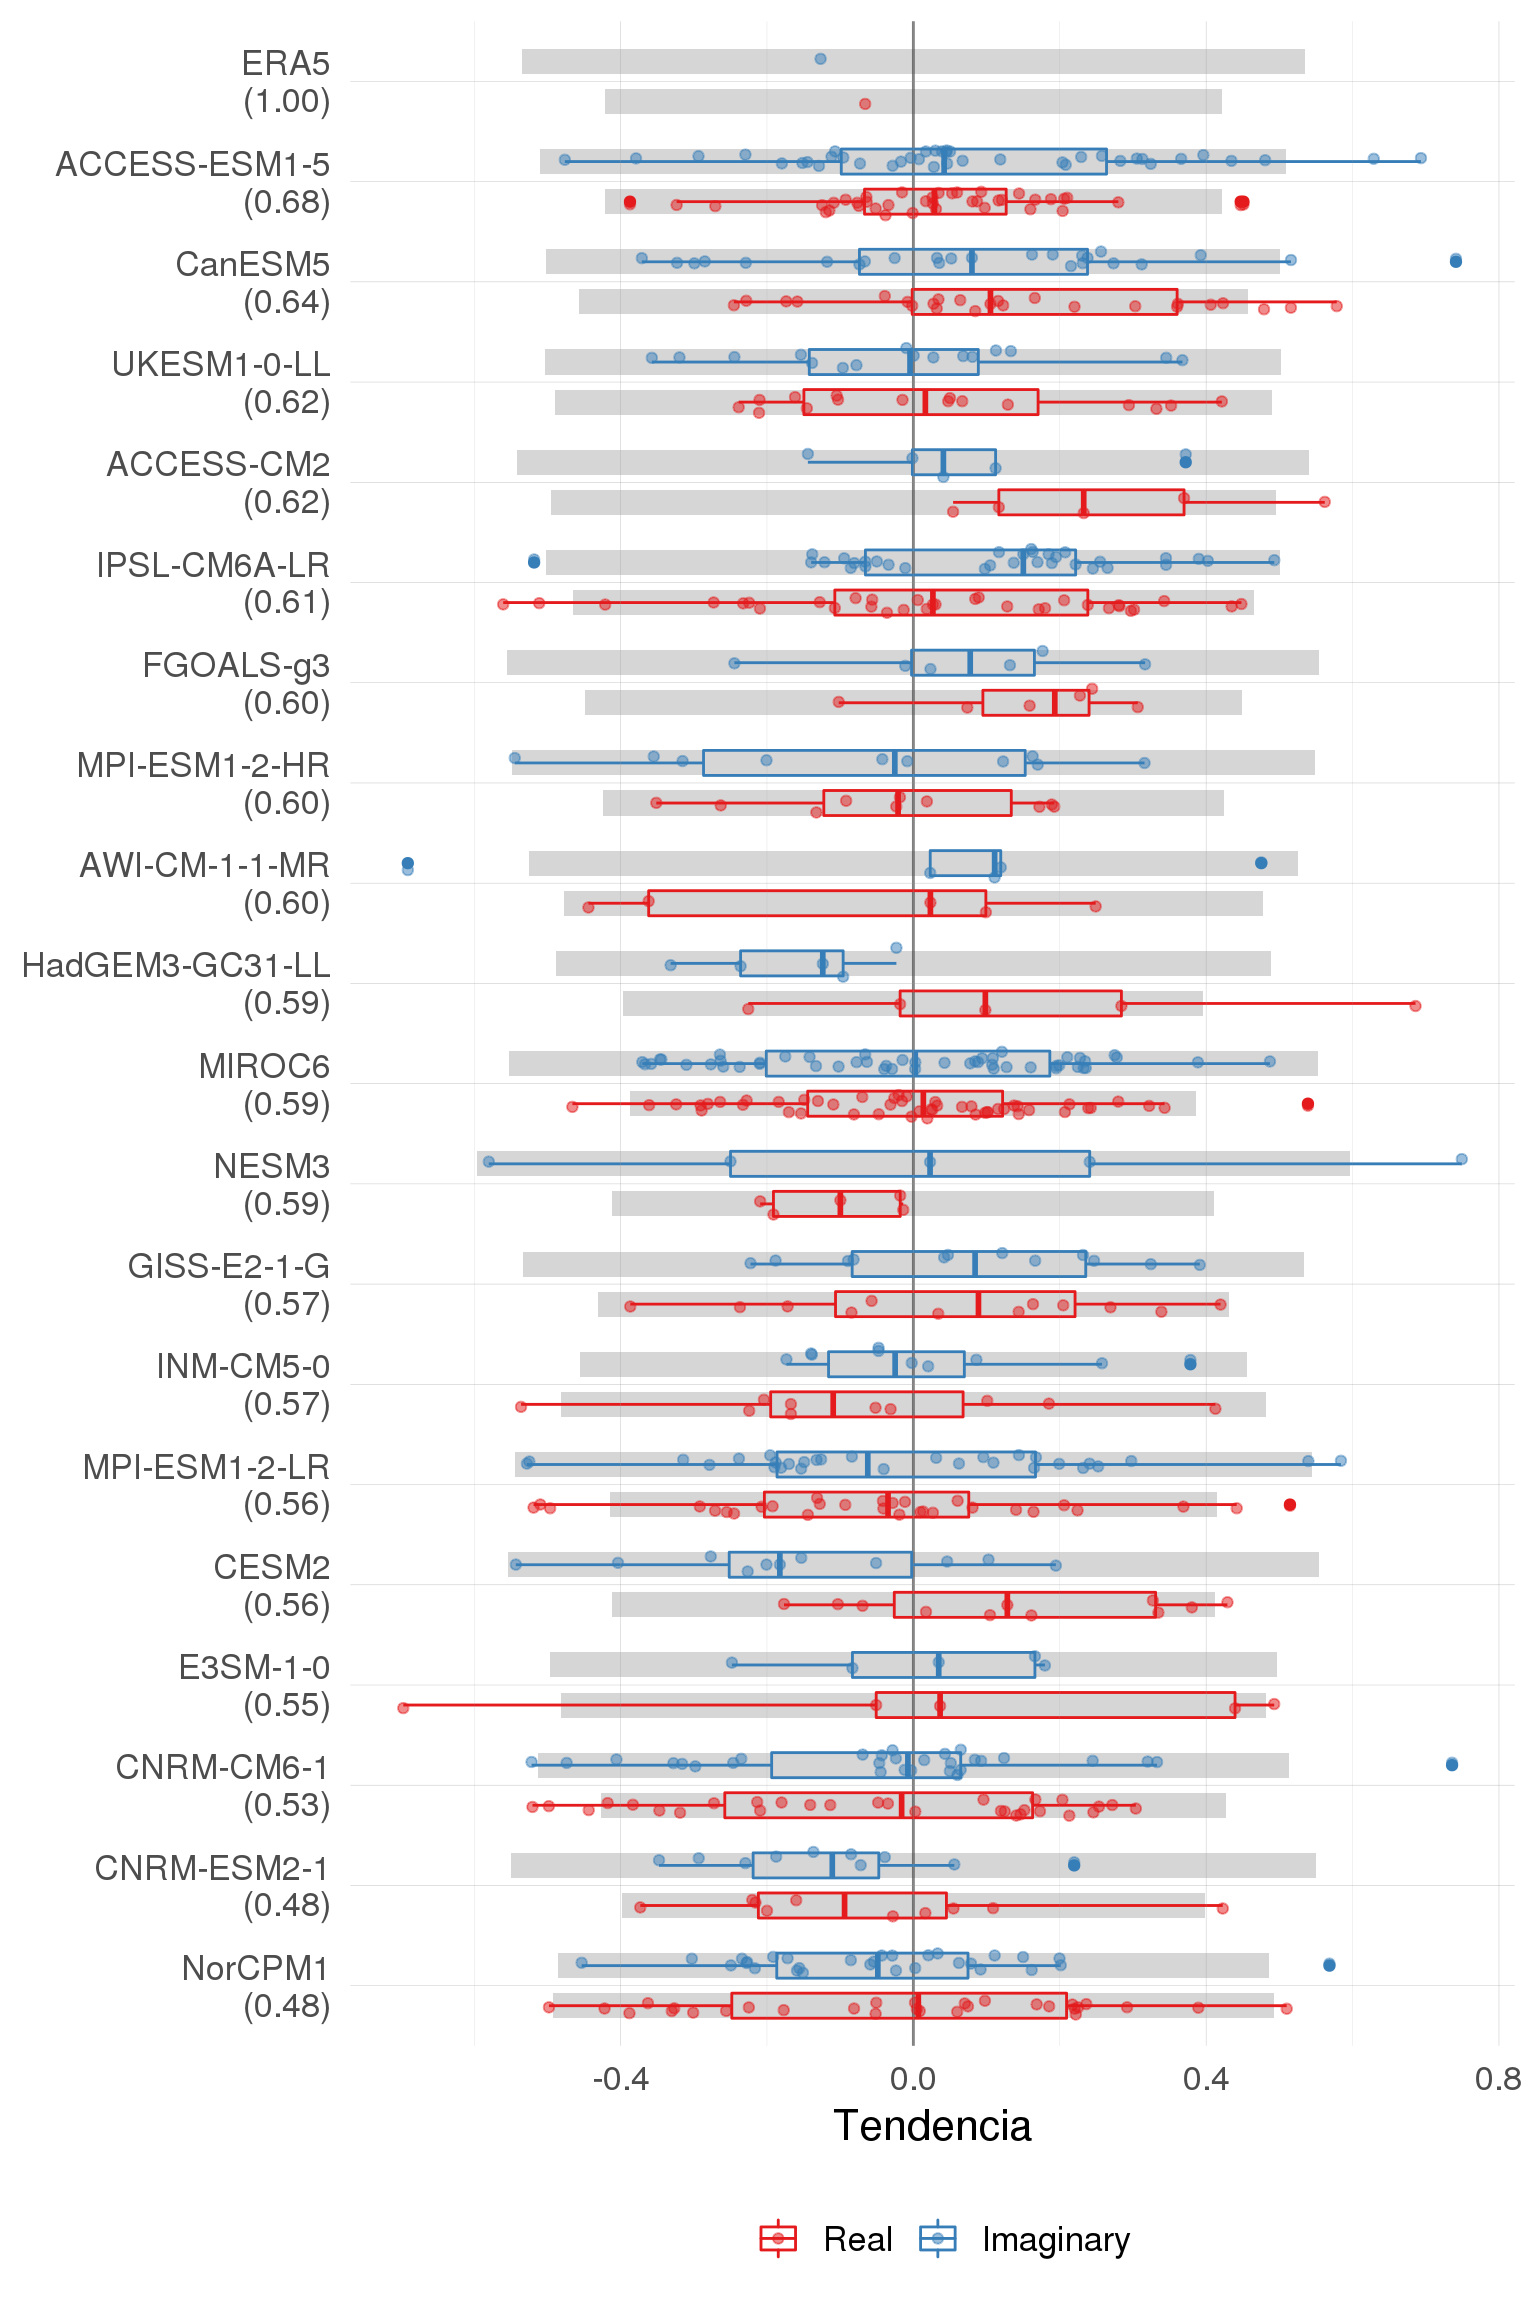 ERA5
(1.00)
ACCESS-ESM1-5
(0.68)
CanESM5
(0.64)
UKESM1-0-LL
(0.62)
ACCESS-CM2
(0.62)
IPSL-CM6A-LR
(0.61)
FGOALS-g3
(0.60)
MPI-ESM1-2-HR
(0.60)
AWI-CM-1-1-MR
(0.60)
HadGEM3-GC31-LL
(0.59)
MIROC6
(0.59)
NESM3
(0.59)
GISS-E2-1-G
(0.57)
INM-CM5-0
(0.57)
MPI-ESM1-2-LR
(0.56)
CESM2
(0.56)
E3SM-1-0
(0.55)
CNRM-CM6-1
(0.53)
CNRM-ESM2-1
(0.48)
NorCPM1
(0.48)
-0.4 0.0 0.4 0.8
Tendencia
Real Imaginary